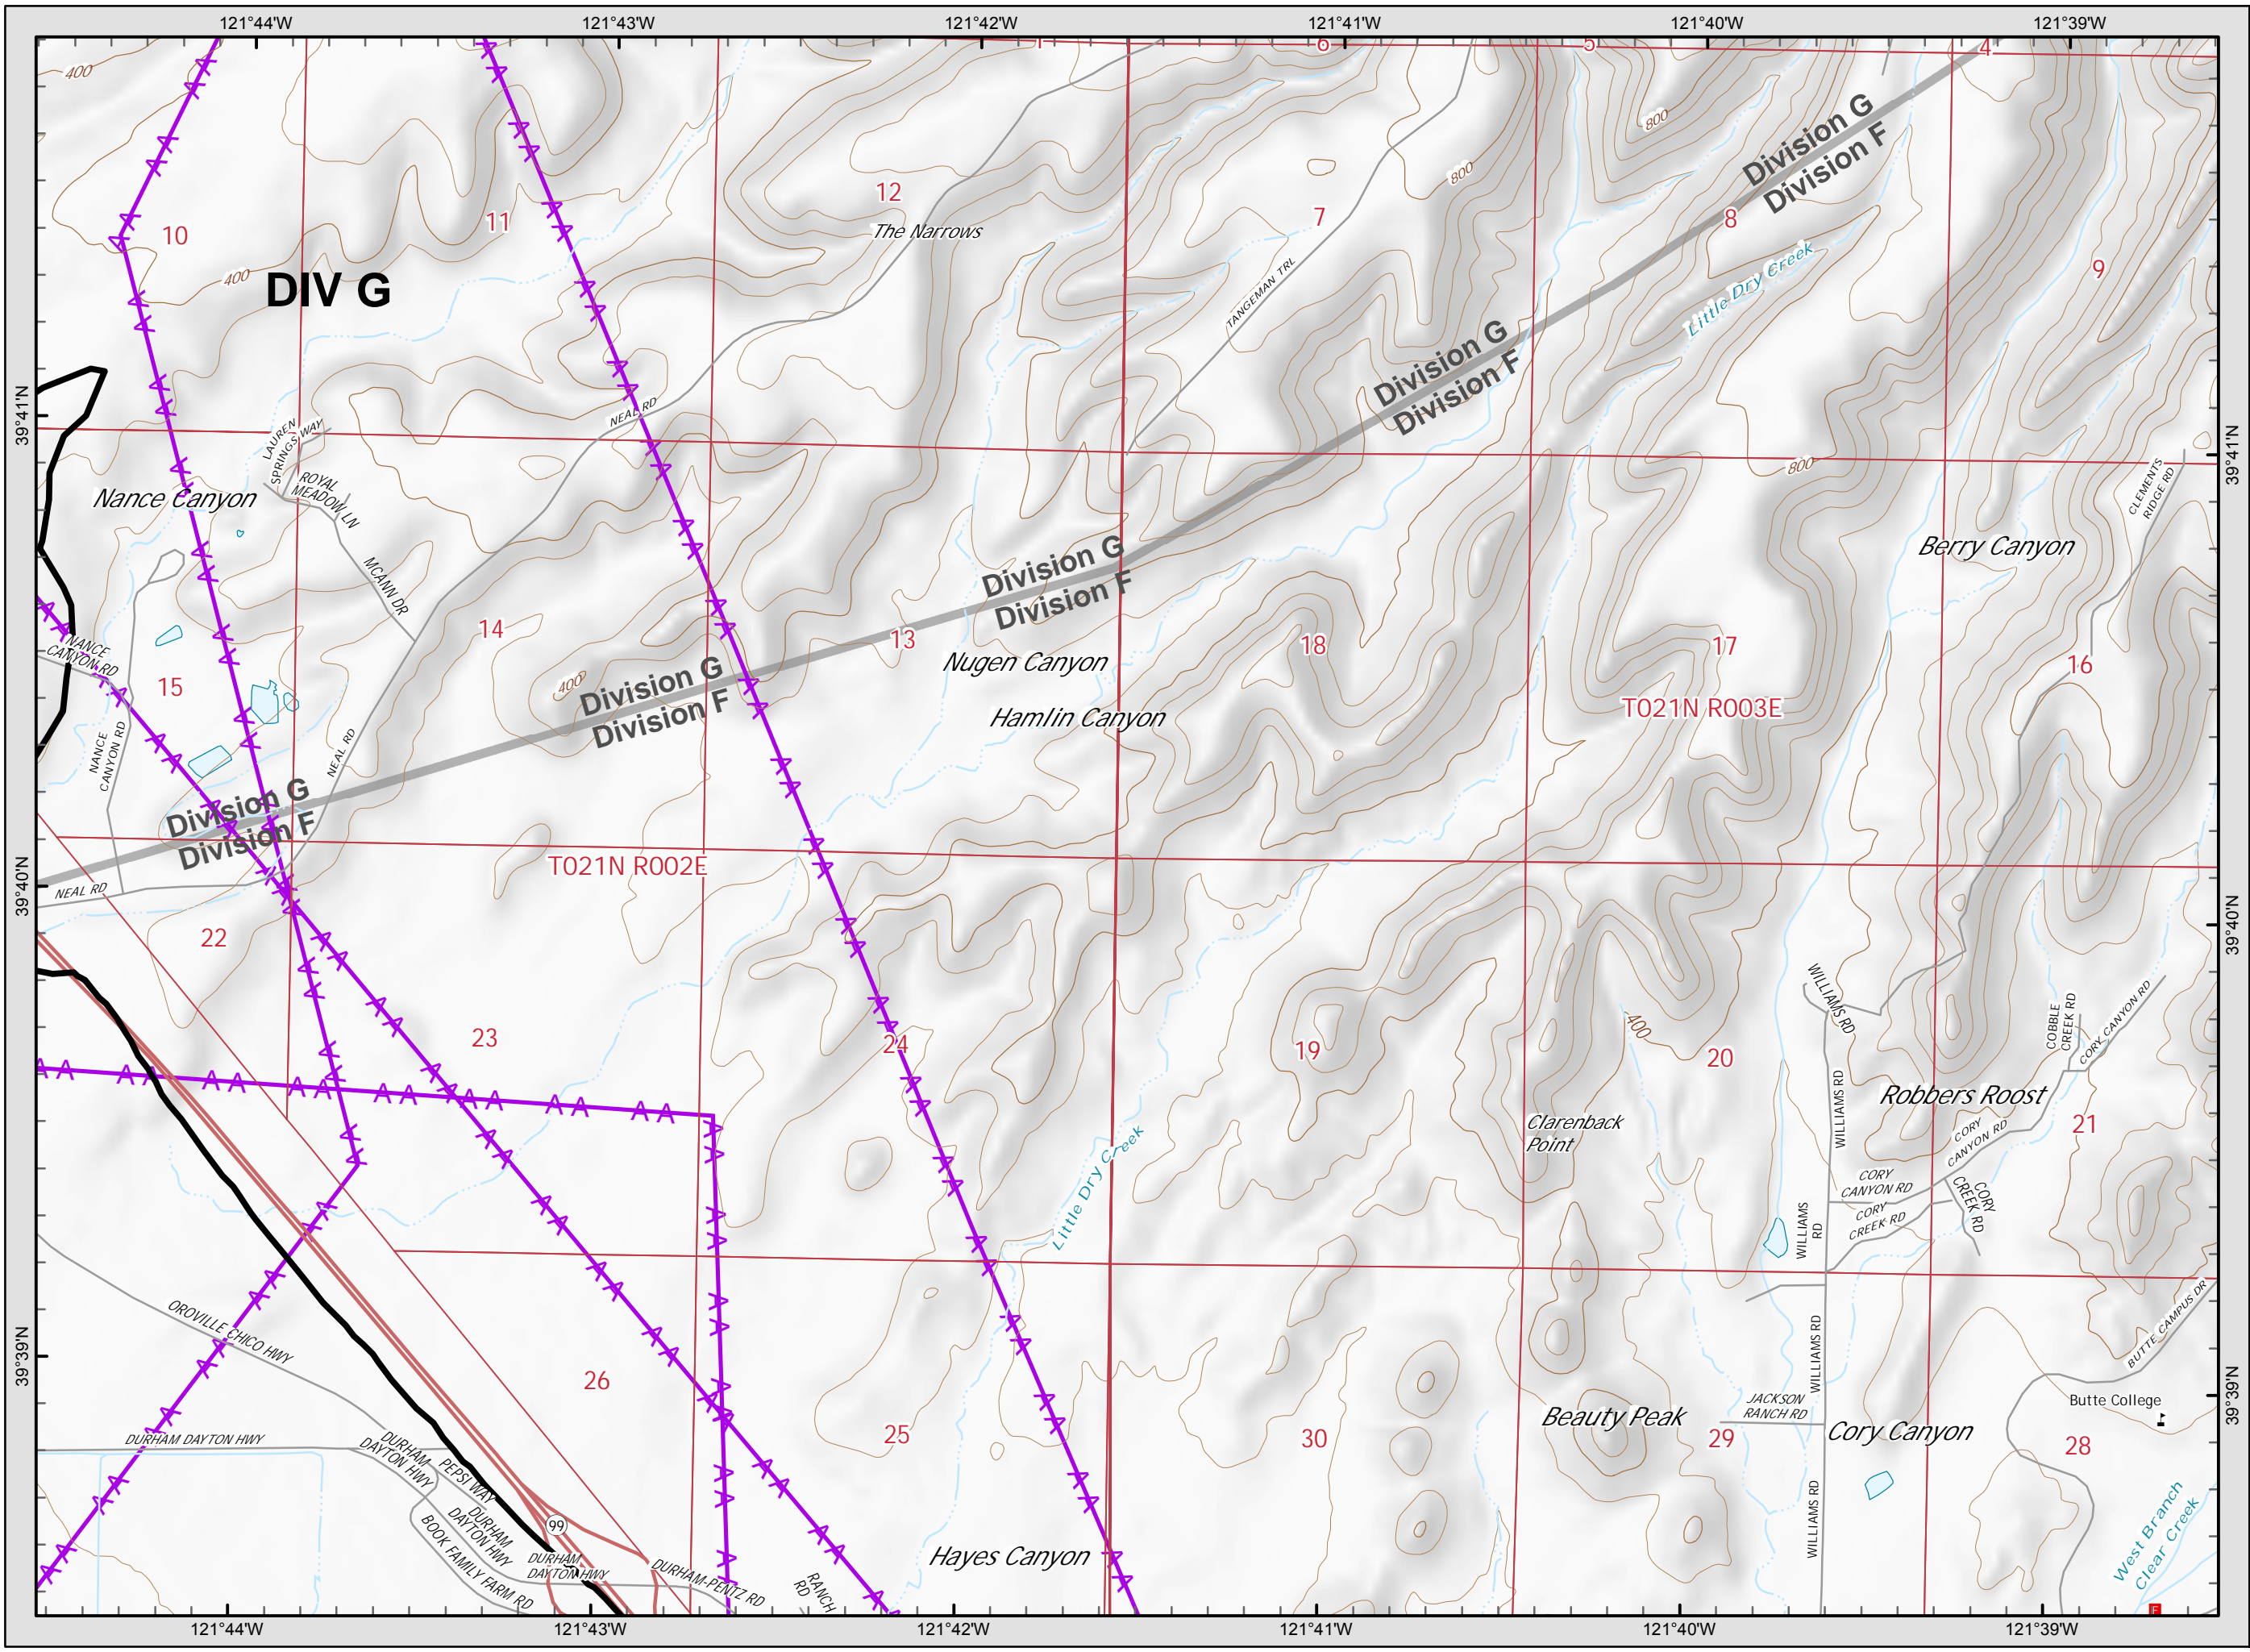 121°44'W
121°43'W
121°42'W
121°41'W
121°40'W
121°39'W
400
1
6
5
4
800
800
Division G
Division F
12
11
10
7
8
9
The Narrows
400
DIV G
TANGEMAN TRL
Little Dry Creek
Division G
Division F
39°41'N
39°41'N
NEAL RD
LAUREN
SPRINGS WAY
ROYAL
MEADOW LN
Nance Canyon
800
CLEMENTS
RIDGE RD
Berry Canyon
MCANN DR
Division G
Division F
14
13
18
17
16
NANCE
CANYON RD
15
400
Nugen Canyon
Division G
Division F
Hamlin Canyon
T021N R003E
NANCE
CANYON RD
NEAL RD
Division G
Division F
T021N R002E
39°40'N
39°40'N
NEAL RD
22
23
24
19
20
400
WILLIAMS RD
COBBLE
CREEK RD
CORY CANYON RD
WILLIAMS RD
Robbers Roost
21
Clarenback
Point
CORY
CANYON RD
Little Dry Creek
CORY
CANYON RD
CORY
CREEK RD
CORY
CREEK RD
WILLIAMS
RD
OROVILLE CHICO HWY
39°39'N
39°39'N
WILLIAMS RD
BUTTE CAMPUS DR
26
25
30
Beauty Peak
JACKSON
RANCH RD
29
Cory Canyon
Butte College
28
DURHAM DAYTON HWY
DURHAM
DAYTON HWY
PEPSI WAY
DURHAM
DAYTON HWY
BOOK FAMILY FARM RD
99
DURHAM
DAYTON HWY
DURHAM-PENTZ RD
RANCH
RD
Hayes Canyon
WILLIAMS RD
West Branch
Clear Creek
F
121°44'W
121°43'W
121°42'W
121°41'W
121°40'W
121°39'W